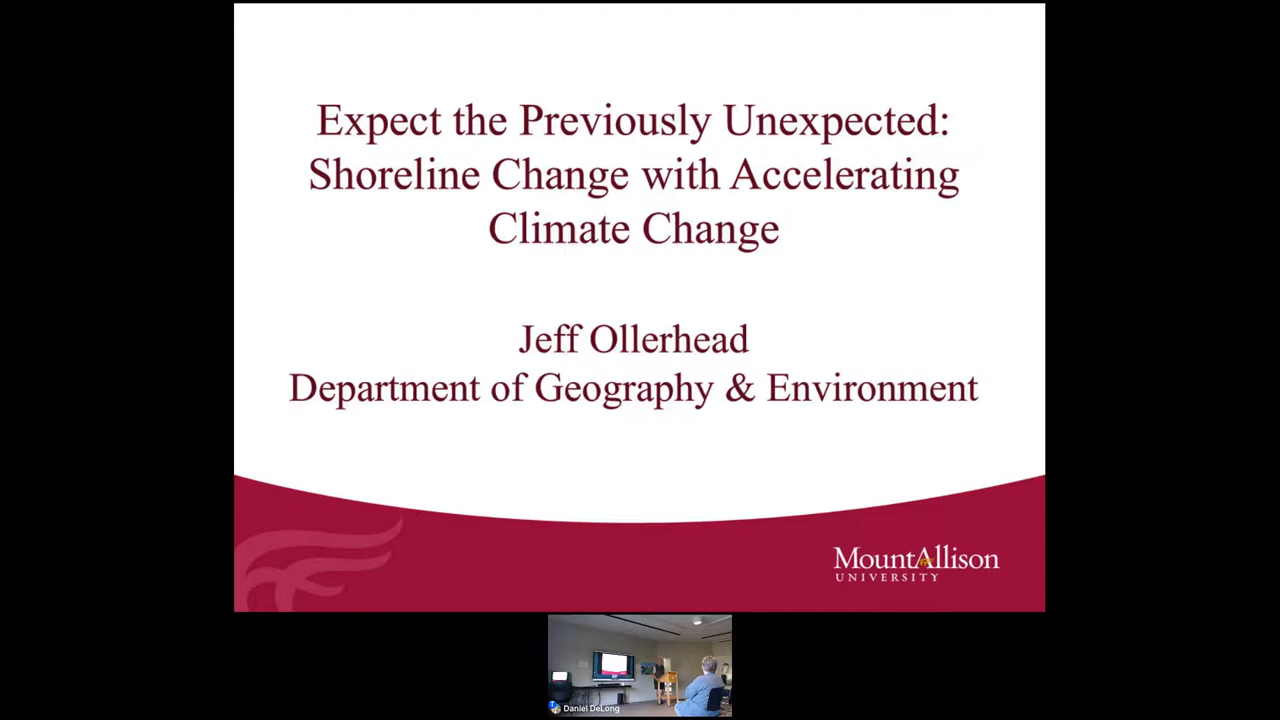 Expect the Previously Unexpected:
Shoreline Change with Accelerating
Climate Change
Jeff Ollerhead
Department of Geography & Environment
MountAllison
UNIVERSITY
Daniel DeLong